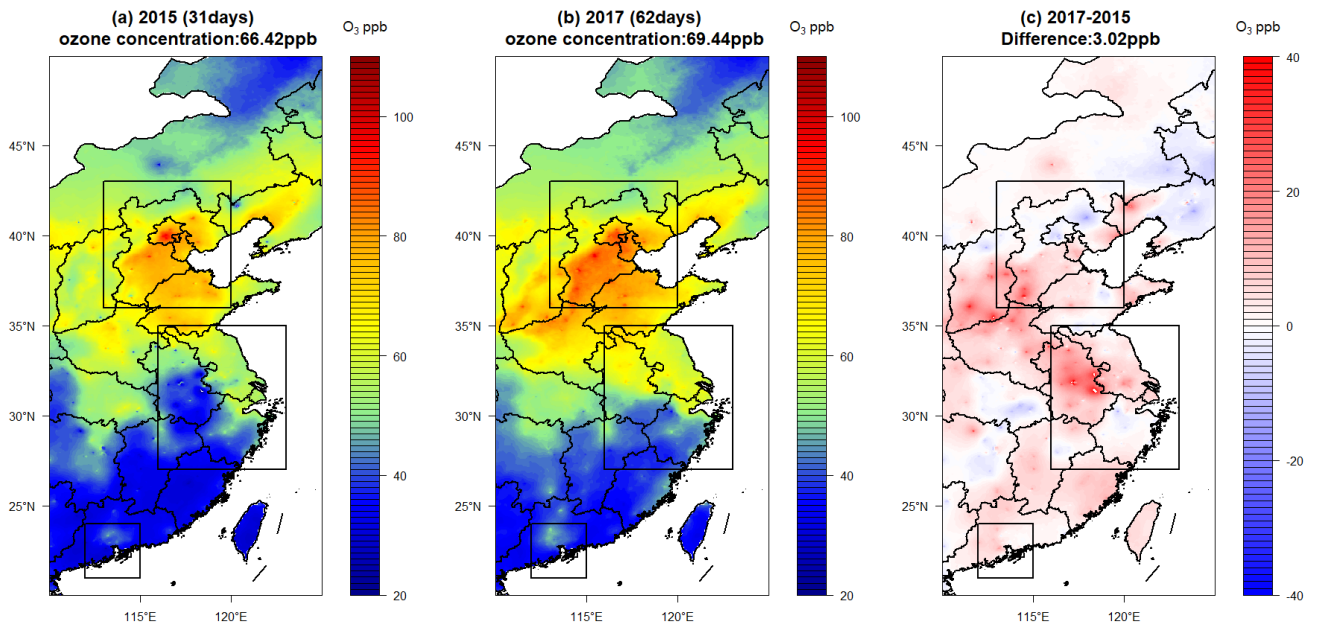 (a) 2015 (31days)
ozone concentration:66.42ppb
O₃ ppb
100
80
60
40
20
45°N
40°N
35°N
30°N
25°N
115°E
120°E
(b) 2017 (62days)
ozone concentration:69.44ppb
O₃ ppb
100
80
60
40
20
45°N
40°N
35°N
30°N
25°N
115°E
120°E
(c) 2017-2015
Difference:3.02ppb
O₃ ppb
40
20
0
-20
-40
45°N
40°N
35°N
30°N
25°N
115°E
120°E